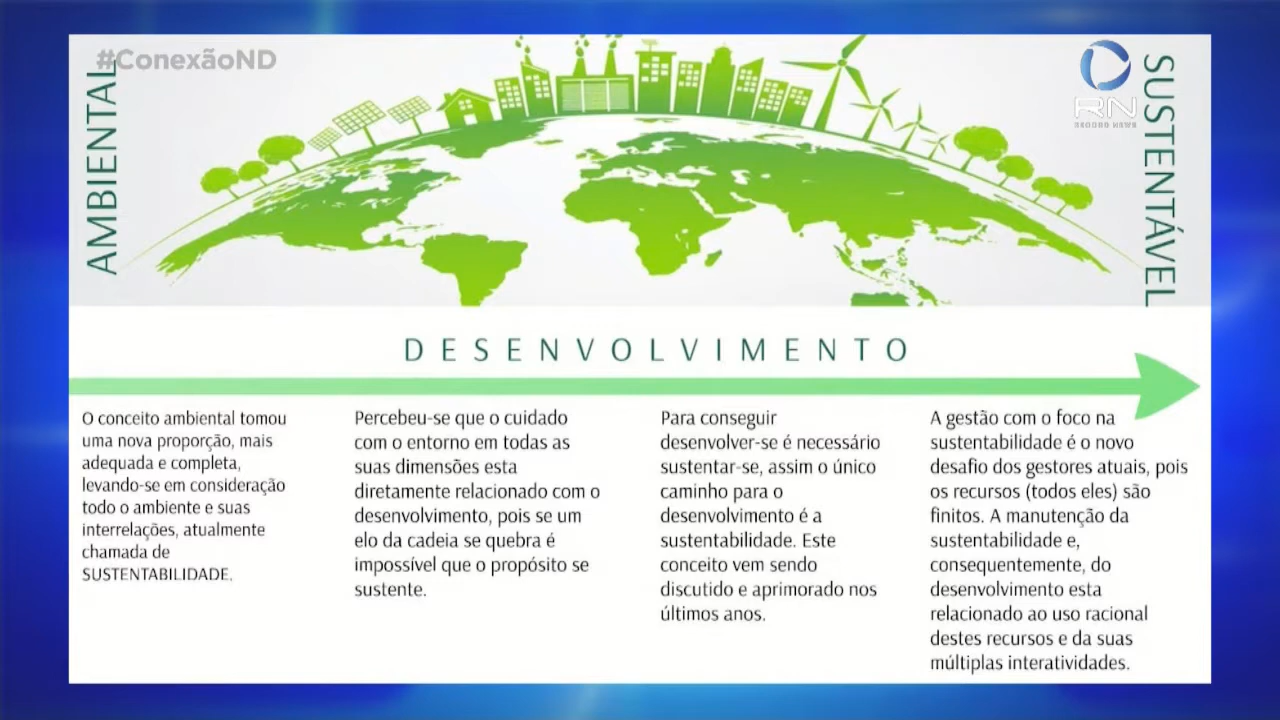 #ConexãoND
AMBIENTAL
RN
RECORD NEWS
SUSTENTÁVEL
DESENVOLVIMENTO
O conceito ambiental tomou
uma nova proporção, mais
adequada e completa,
levando-se em consideração
todo o ambiente e suas
interrelações, atualmente
chamada de
SUSTENTABILIDADE.
Percebeu-se que o cuidado
com o entorno em todas as
suas dimensões esta
diretamente relacionado com o
desenvolvimento, pois se um
elo da cadeia se quebra é
impossível que o propósito se
sustente.
Para conseguir
desenvolver-se é necessário
sustentar-se, assim o único
caminho para o
desenvolvimento é a
sustentabilidade. Este
conceito vem sendo
discutido e aprimorado nos
últimos anos.
A gestão com o foco na
sustentabilidade é o novo
desafio dos gestores atuais, pois
os recursos (todos eles) são
finitos. A manutenção da
sustentabilidade e,
consequentemente, do
desenvolvimento esta
relacionado ao uso racional
destes recursos e da suas
múltiplas interatividades.